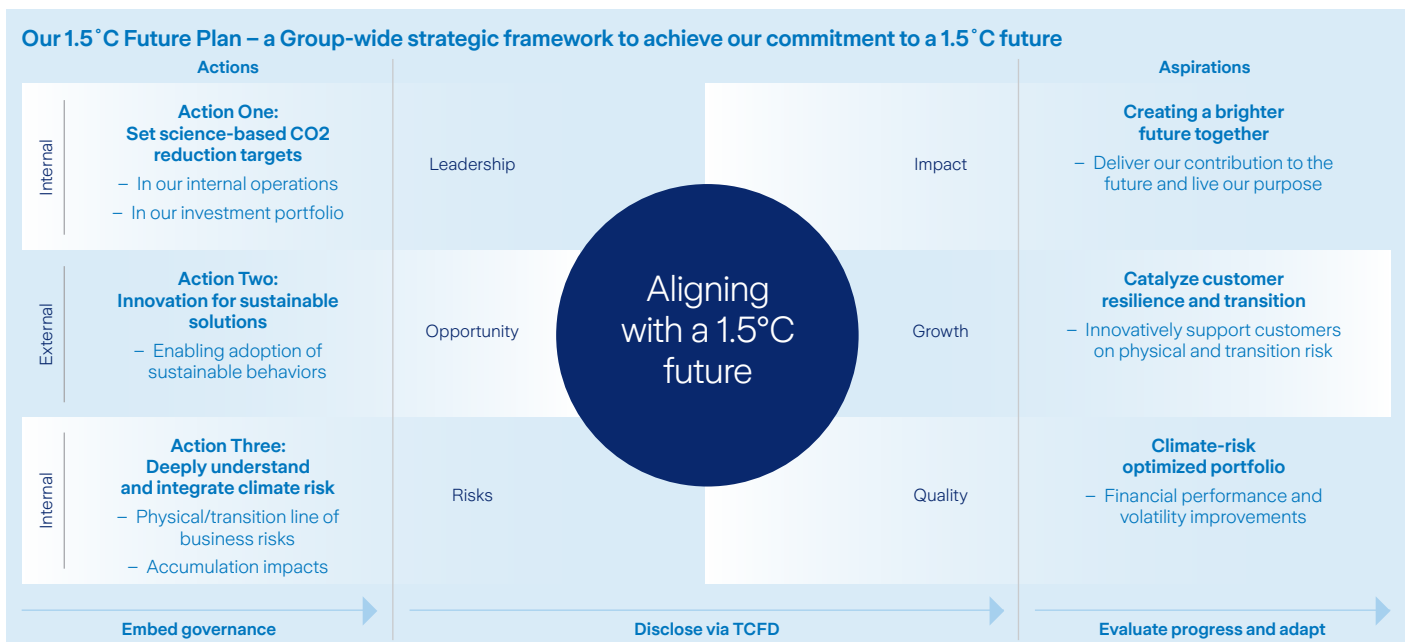 Our 1.5˚C Future Plan – a Group-wide strategic framework to achieve our commitment to a 1.5˚C future
Actions
Aspirations
Internal
Action One:
Set science-based CO2
reduction targets
– In our internal operations
– In our investment portfolio
Leadership
Impact
Creating a brighter
future together
– Deliver our contribution to the
future and live our purpose
External
Action Two:
Innovation for sustainable
solutions
– Enabling adoption of
sustainable behaviors
Opportunity
Aligning
with a 1.5°C
future
Growth
Catalyze customer
resilience and transition
– Innovatively support customers
on physical and transition risk
Internal
Action Three:
Deeply understand
and integrate climate risk
– Physical/transition line of
business risks
– Accumulation impacts
Risks
Quality
Climate-risk
optimized portfolio
– Financial performance and
volatility improvements
Embed governance
Disclose via TCFD
Evaluate progress and adapt